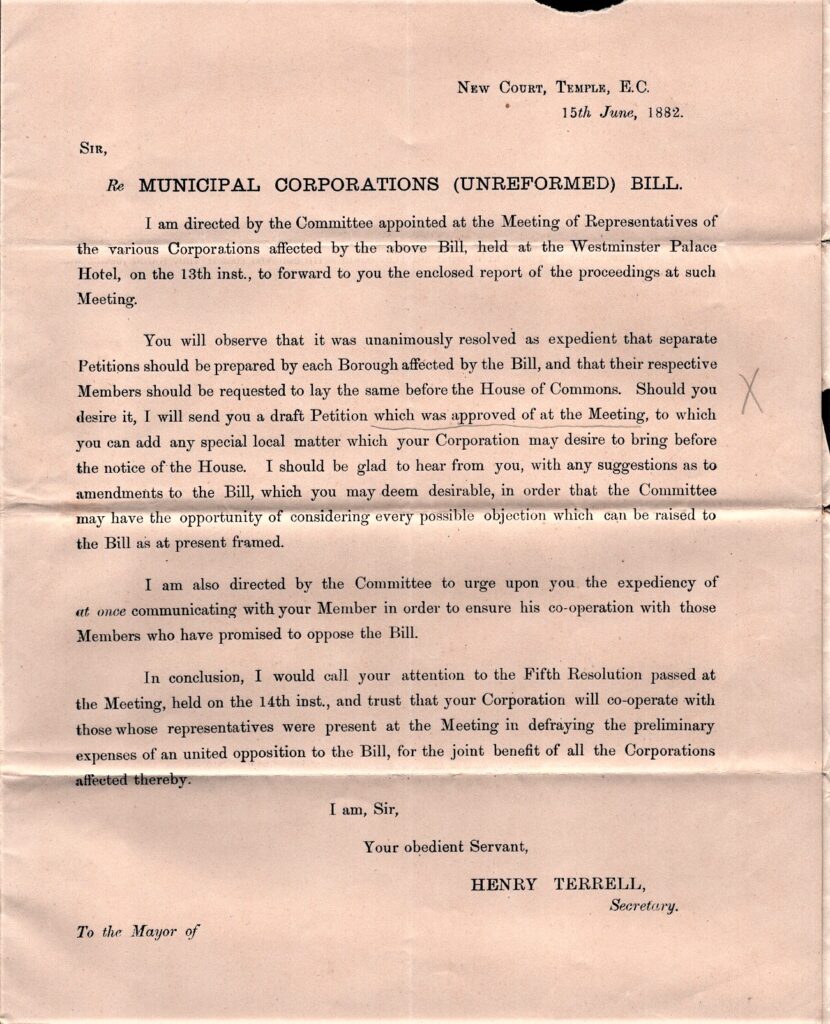 New Court, Temple, E.C.
15th June, 1882.
Sir,
Re MUNICIPAL CORPORATIONS (UNREFORMED) BILL.
I am directed by the Committee appointed at the Meeting of Representatives of
the various Corporations affected by the above Bill, held at the Westminster Palace
Hotel, on the 13th inst., to forward to you the enclosed report of the proceedings at such
Meeting.
You will observe that it was unanimously resolved as expedient that separate
Petitions should be prepared by each Borough affected by the Bill, and that their respective
Members should be requested to lay the same before the House of Commons. Should you
desire it, I will send you a draft Petition which was approved of at the Meeting, to which
you can add any special local matter which your Corporation may desire to bring before
the notice of the House. I should be glad to hear from you, with any suggestions as to
amendments to the Bill, which you may deem desirable, in order that the Committee
may have the opportunity of considering every possible objection which can be raised to
the Bill as at present framed.
I am also directed by the Committee to urge upon you the expediency of
at once communicating with your Member in order to ensure his co-operation with those
Members who have promised to oppose the Bill.
In conclusion, I would call your attention to the Fifth Resolution passed at
the Meeting, held on the 14th inst., and trust that your Corporation will co-operate with
those whose representatives were present at the Meeting in defraying the preliminary
expenses of an united opposition to the Bill, for the joint benefit of all the Corporations
affected thereby.
I am, Sir,
Your obedient Servant,
HENRY TERRELL,
Secretary.
To the Mayor of